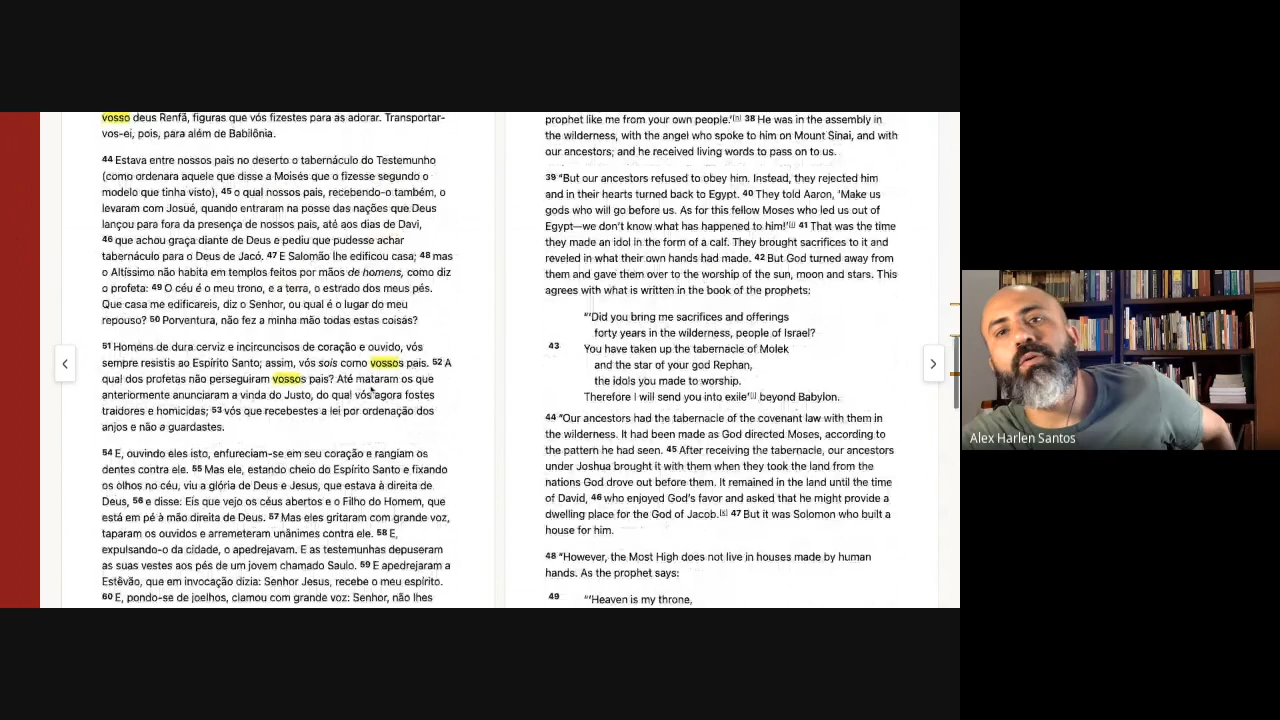 vosso deus Renfã, figuras que vós fizestes para as adorar. Transportar-
vos-ei, pois, para além de Babilônia.
44 Estava entre nossos pais no deserto o tabernáculo do Testemunho
(como ordenara aquele que disse a Moisés que o fizesse segundo o
modelo que tinha visto), 45 o qual nossos pais, recebendo-o também, o
levaram com Josué, quando entraram na posse das nações que Deus
lançou para fora da presença de nossos pais, até aos dias de Davi,
46 que achou graça diante de Deus e pediu que pudesse achar
tabernáculo para o Deus de Jacó. 47 E Salomão lhe edificou casa; 48 mas
o Altíssimo não habita em templos feitos por mãos de homens, como diz
o profeta: 49 O céu é o meu trono, e a terra, o estrado dos meus pés.
Que casa me edificareis, diz o Senhor, ou qual é o lugar do meu
repouso? 50 Porventura, não fez a minha mão todas estas coisas?
51 Homens de dura cerviz e incircuncisos de coração e ouvido, vós
sempre resistis ao Espírito Santo; assim, vós sois como vossos pais. 52 A
qual dos profetas não perseguiram vossos pais? Até mataram os que
anteriormente anunciaram a vinda do Justo, do qual vós agora fostes
traidores e homicidas; 53 vós que recebestes a lei por ordenação dos
anjos e não a guardastes.
54 E, ouvindo eles isto, enfureciam-se em seu coração e rangiam os
dentes contra ele. 55 Mas ele, estando cheio do Espírito Santo e fixando
os olhos no céu, viu a glória de Deus e Jesus, que estava à direita de
Deus, 56 e disse: Eis que vejo os céus abertos e o Filho do Homem, que
está em pé à mão direita de Deus. 57 Mas eles gritaram com grande voz,
taparam os ouvidos e arremeteram unânimes contra ele. 58 E,
expulsando-o da cidade, o apedrejavam. E as testemunhas depuseram
as suas vestes aos pés de um jovem chamado Saulo. 59 E apedrejaram a
Estêvão, que em invocação dizia: Senhor Jesus, recebe o meu espírito.
60 E, pondo-se de joelhos, clamou com grande voz: Senhor, não lhes
prophet like me from your own people.'[n] 38 He was in the assembly in
the wilderness, with the angel who spoke to him on Mount Sinai, and with
our ancestors; and he received living words to pass on to us.
39 “But our ancestors refused to obey him. Instead, they rejected him
and in their hearts turned back to Egypt. 40 They told Aaron, ‘Make us
gods who will go before us. As for this fellow Moses who led us out of
Egypt—we don’t know what has happened to him!’[i] 41 That was the time
they made an idol in the form of a calf. They brought sacrifices to it and
reveled in what their own hands had made. 42 But God turned away from
them and gave them over to the worship of the sun, moon and stars. This
agrees with what is written in the book of the prophets:
“‘Did you bring me sacrifices and offerings
forty years in the wilderness, people of Israel?
43 You have taken up the tabernacle of Molek
and the star of your god Rephan,
the idols you made to worship.
Therefore I will send you into exile’[j] beyond Babylon.
44 “Our ancestors had the tabernacle of the covenant law with them in
the wilderness. It had been made as God directed Moses, according to
the pattern he had seen. 45 After receiving the tabernacle, our ancestors
under Joshua brought it with them when they took the land from the
nations God drove out before them. It remained in the land until the time
of David, 46 who enjoyed God’s favor and asked that he might provide a
dwelling place for the God of Jacob.[k] 47 But it was Solomon who built a
house for him.
48 “However, the Most High does not live in houses made by human
hands. As the prophet says:
49 “‘Heaven is my throne,
Alex Harlen Santos